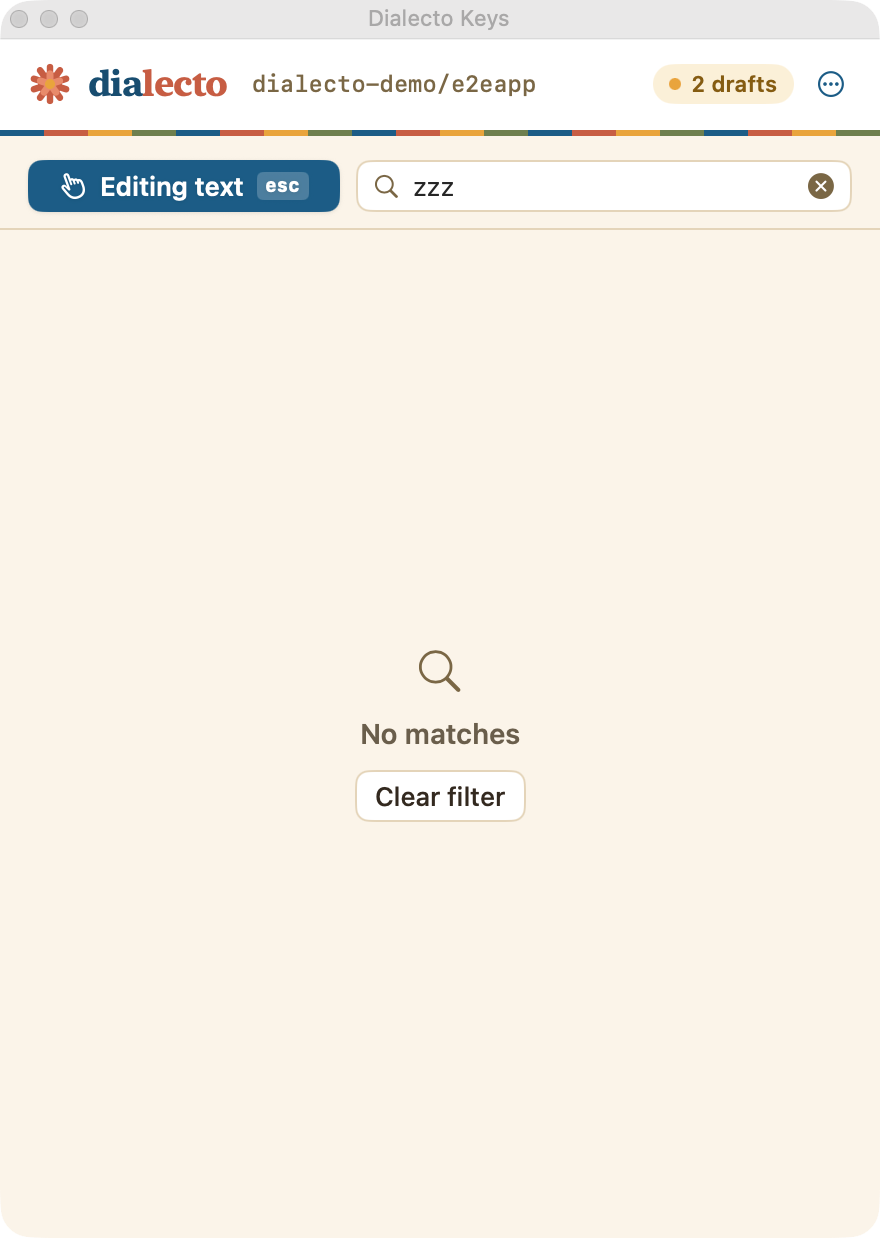 Dialecto Keys
dialecto dialecto-demo/e2eapp 2 drafts
Editing text esc zzz
No matches
Clear filter